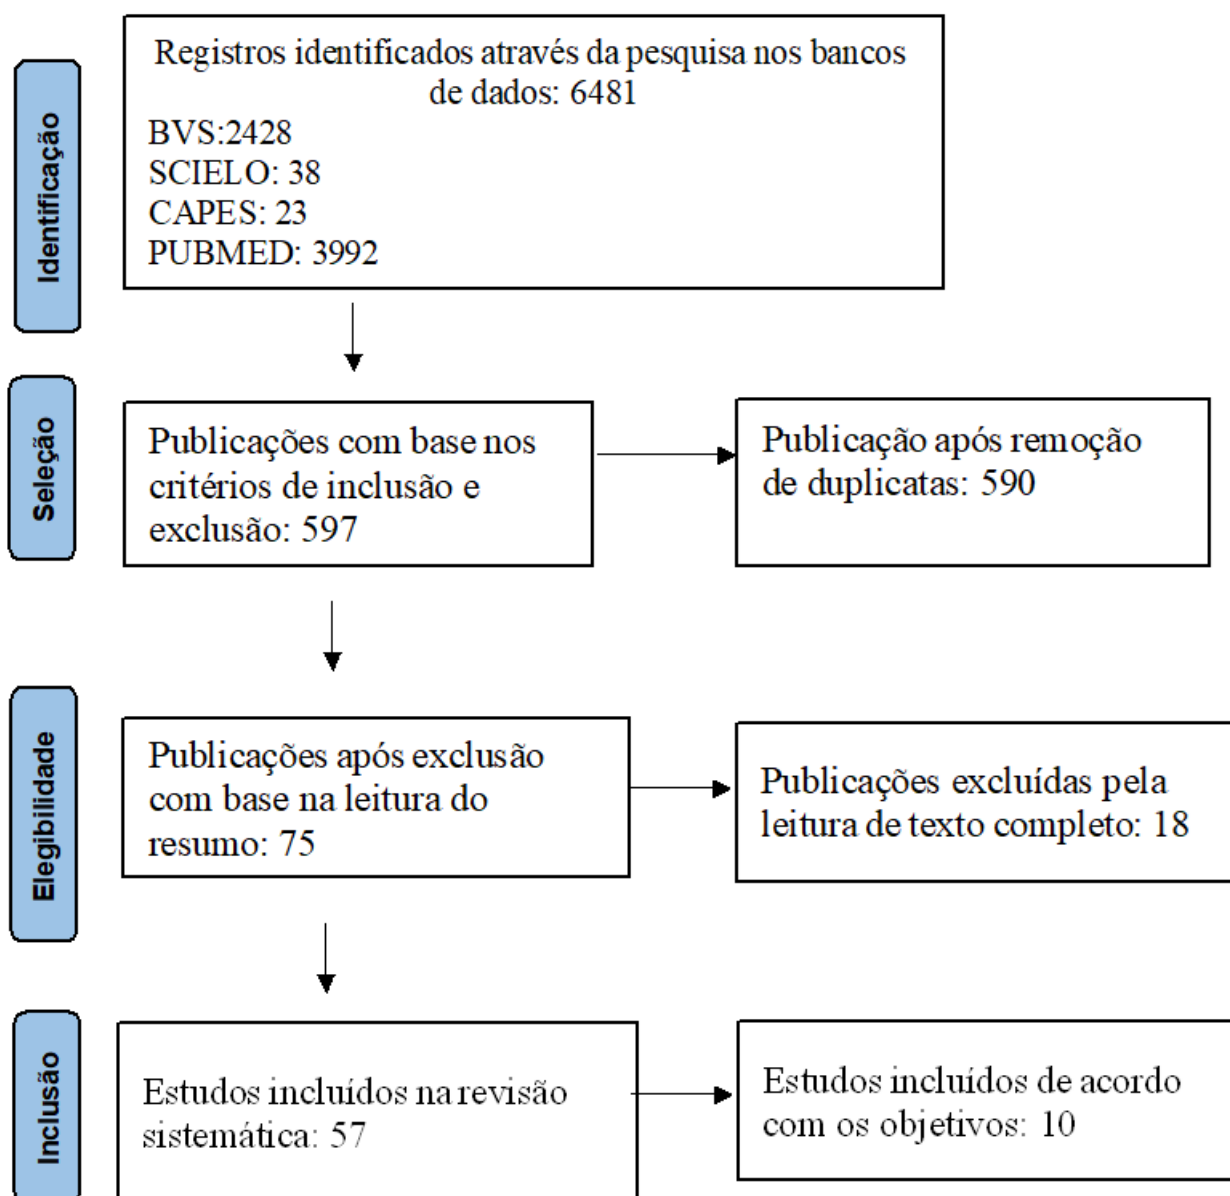 Identificação
Registros identificados através da pesquisa nos bancos
de dados: 6481
BVS:2428
SCIELO: 38
CAPES: 23
PUBMED: 3992
Seleção
Publicações com base nos
critérios de inclusão e
exclusão: 597
Publicação após remoção
de duplicatas: 590
Elegibilidade
Publicações após exclusão
com base na leitura do
resumo: 75
Publicações excluídas pela
leitura de texto completo: 18
Inclusão
Estudos incluídos na revisão
sistemática: 57
Estudos incluídos de acordo
com os objetivos: 10